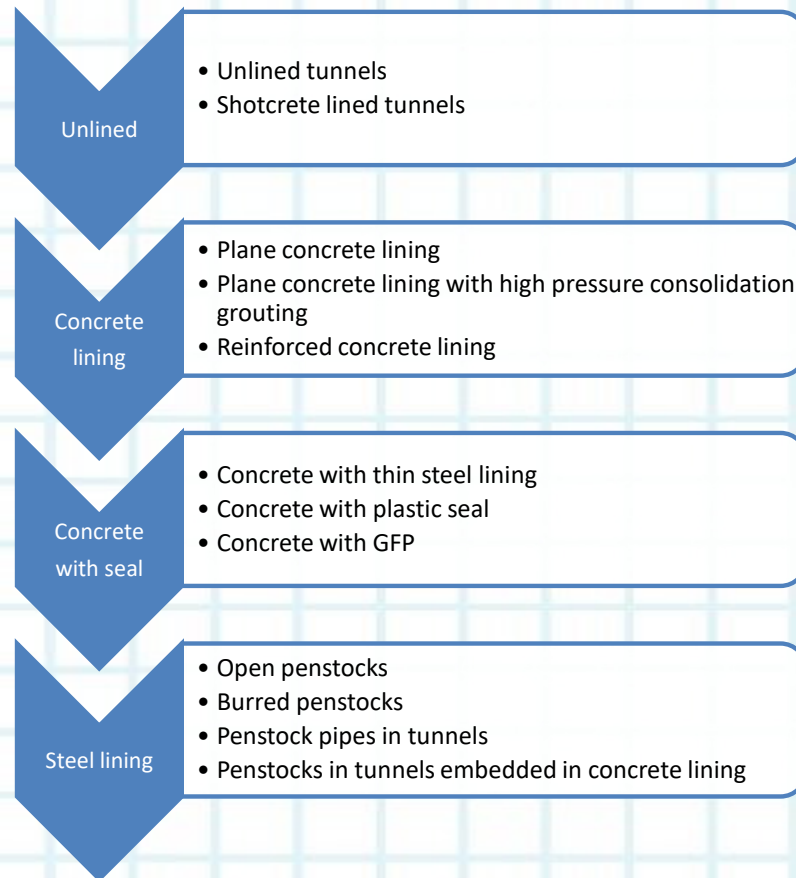 Unlined
• Unlined tunnels
• Shotcrete lined tunnels
Concrete
lining
• Plane concrete lining
• Plane concrete lining with high pressure consolidation
grouting
• Reinforced concrete lining
Concrete
with seal
• Concrete with thin steel lining
• Concrete with plastic seal
• Concrete with GFP
Steel lining
• Open penstocks
• Burred penstocks
• Penstock pipes in tunnels
• Penstocks in tunnels embedded in concrete lining